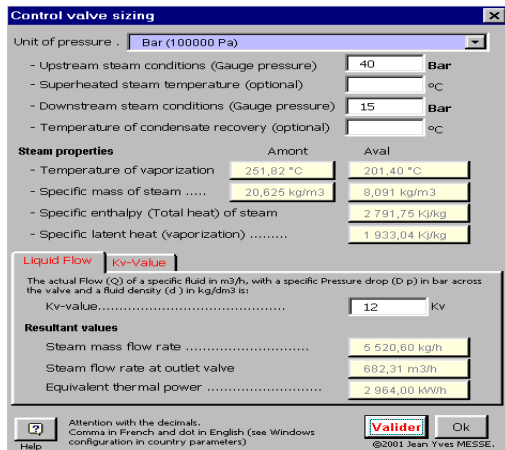 Control valve sizing
Unit of pressure . Bar (100000 Pa)
- Upstream steam conditions (Gauge pressure) 40 Bar
- Superheated steam temperature (optional) °C
- Downstream steam conditions (Gauge pressure) 15 Bar
- Temperature of condensate recovery (optional) °C
Steam properties Amont Aval
- Temperature of vaporization 251,82 °C 201,40 °C
- Specific mass of steam ..... 20,625 kg/m3 8,091 kg/m3
- Specific enthalpy (Total heat) of steam 2 791,75 Kj/kg
- Specific latent heat (vaporization) ......... 1 933,04 Kj/kg
Liquid Flow Kv-Value
The actual Flow (Q) of a specific fluid in m3/h, with a specific Pressure drop (D p) in bar across
the valve and a fluid density (d ) in kg/dm3 is:
Kv-value............................................ 12 Kv
Resultant values
Steam mass flow rate ............................. 5 520,60 kg/h
Steam flow rate at outlet valve 682,31 m3/h
Equivalent thermal power ........................... 2 964,00 kW/h
Help
Attention with the decimals.
Comma in French and dot in English (see Windows
configuration in country parameters)
Valider Ok
©2001 Jean Yves MESSE.